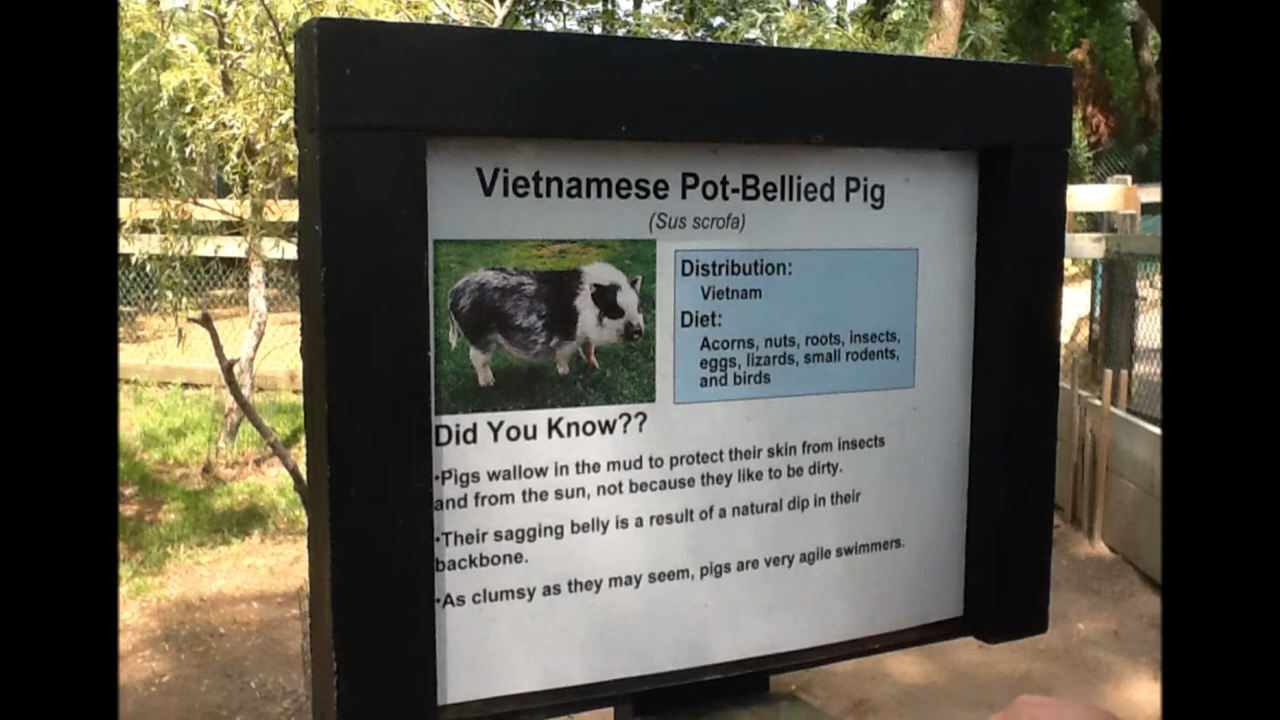 Vietnamese Pot-Bellied Pig
(Sus scrofa)
Distribution:
Vietnam
Diet:
Acorns, nuts, roots, insects,
eggs, lizards, small rodents,
and birds
Did You Know??
•Pigs wallow in the mud to protect their skin from insects
and from the sun, not because they like to be dirty.
•Their sagging belly is a result of a natural dip in their
backbone.
•As clumsy as they may seem, pigs are very agile swimmers.